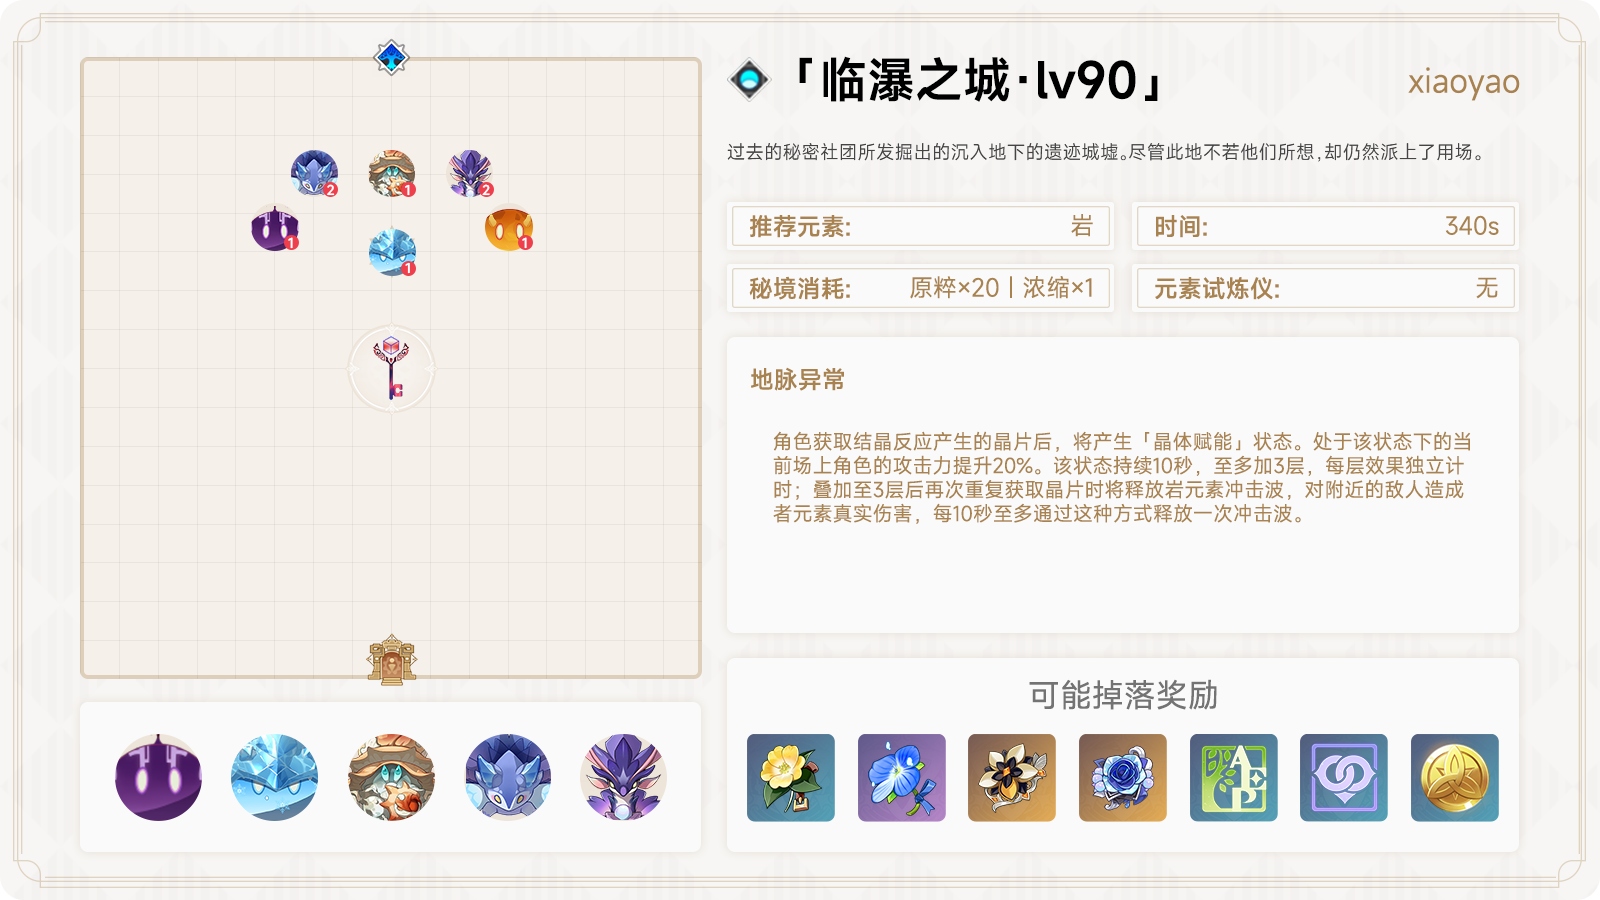 「临瀑之城·lv90」
xiaoyao
过去的秘密社团所发掘出的沉入地下的遗迹城墟。尽管此地不若他们所想，却仍然派上了用场。
推荐元素: 岩
时间: 340s
秘境消耗: 原粹×20丨浓缩×1
元素试炼仪: 无
地脉异常
角色获取结晶反应产生的晶片后，将产生「晶体赋能」状态。处于该状态下的当
前场上角色的攻击力提升20%。该状态持续10秒，至多加3层，每层效果独立计
时；叠加至3层后再次重复获取晶片时将释放岩元素冲击波，对附近的敌人造成
者元素真实伤害，每10秒至多通过这种方式释放一次冲击波。
可能掉落奖励
2
1
2
1
1
1
AEP